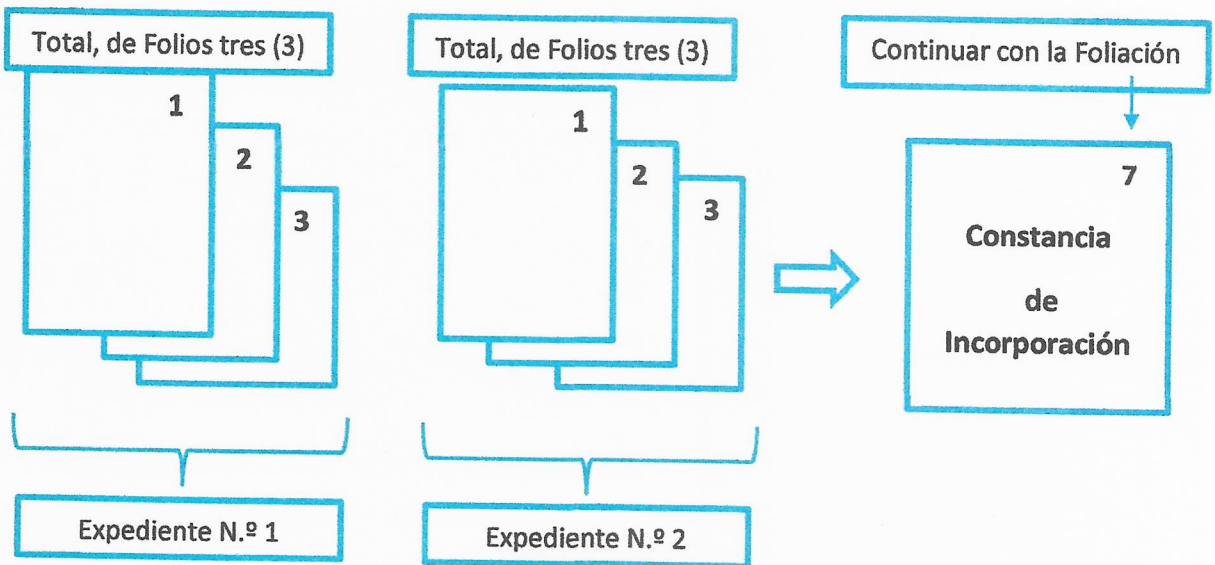 Total, de Folios tres (3)
1
2
3
Expediente N.º 1
Total, de Folios tres (3)
1
2
3
Expediente N.º 2
Continuar con la Foliación
7
Constancia
de
Incorporación